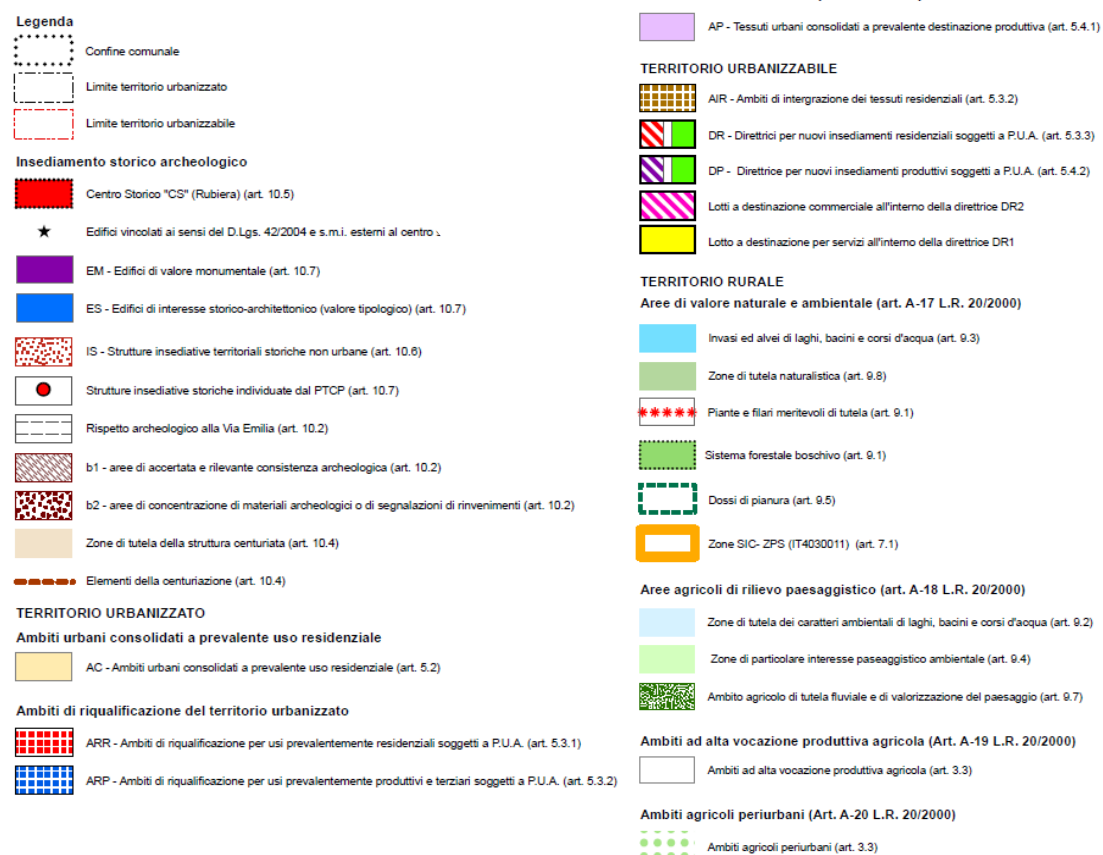 Legenda
Confine comunale
Limite territorio urbanizzato
Limite territorio urbanizzabile
Insediamento storico archeologico
Centro Storico "CS" (Rubiera) (art. 10.5)
Edifici vincolati ai sensi del D.Lgs. 42/2004 e s.m.i. esterni al centro
EM - Edifici di valore monumentale (art. 10.7)
ES - Edifici di interesse storico-architettonico (valore tipologico) (art. 10.7)
IS - Strutture insediative territoriali storiche non urbane (art. 10.6)
Strutture insediative storiche individuate dal PTCP (art. 10.7)
Rispetto archeologico alla Via Emilia (art. 10.2)
b1 - aree di accertata e rilevante consistenza archeologica (art. 10.2)
b2 - aree di concentrazione di materiali archeologici o di segnalazioni di rinvenimenti (art. 10.2)
Zone di tutela della struttura centuriata (art. 10.4)
Elementi della centuriazione (art. 10.4)
TERRITORIO URBANIZZATO
Ambiti urbani consolidati a prevalente uso residenziale
AC - Ambiti urbani consolidati a prevalente uso residenziale (art. 5.2)
Ambiti di riqualificazione del territorio urbanizzato
ARR - Ambiti di riqualificazione per usi prevalentemente residenziali soggetti a P.U.A. (art. 5.3.1)
ARP - Ambiti di riqualificazione per usi prevalentemente produttivi e terziari soggetti a P.U.A. (art. 5.3.2)
AP - Tessuti urbani consolidati a prevalente destinazione produttiva (art. 5.4.1)
TERRITORIO URBANIZZABILE
AIR - Ambiti di intergrazione dei tessuti residenziali (art. 5.3.2)
DR - Direttrici per nuovi insediamenti residenziali soggetti a P.U.A. (art. 5.3.3)
DP - Direttrice per nuovi insediamenti produttivi soggetti a P.U.A. (art. 5.4.2)
Lotti a destinazione commerciale all'interno della direttrice DR2
Lotto a destinazione per servizi all'interno della direttrice DR1
TERRITORIO RURALE
Aree di valore naturale e ambientale (art. A-17 L.R. 20/2000)
Invasi ed alvei di laghi, bacini e corsi d'acqua (art. 9.3)
Zone di tutela naturalistica (art. 9.8)
Piante e filari meritevoli di tutela (art. 9.1)
Sistema forestale boschivo (art. 9.1)
Dossi di pianura (art. 9.5)
Zone SIC- ZPS (IT4030011) (art. 7.1)
Aree agricoli di rilievo paesaggistico (art. A-18 L.R. 20/2000)
Zone di tutela dei caratteri ambientali di laghi, bacini e corsi d'acqua (art. 9.2)
Zone di particolare interesse paseaggistico ambientale (art. 9.4)
Ambito agricolo di tutela fluviale e di valorizzazione del paesaggio (art. 9.7)
Ambiti ad alta vocazione produttiva agricola (Art. A-19 L.R. 20/2000)
Ambiti ad alta vocazione produttiva agricola (art. 3.3)
Ambiti agricoli periurbani (Art. A-20 L.R. 20/2000)
Ambiti agricoli periurbani (art. 3.3)